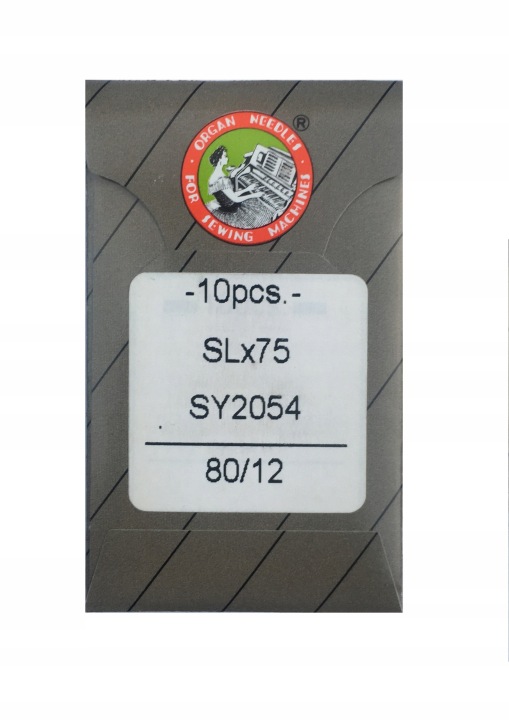 · ORGAN NEEDLES ·
FOR SEWING MACHINES
®
-10pcs.-
SLx75
SY2054
80/12